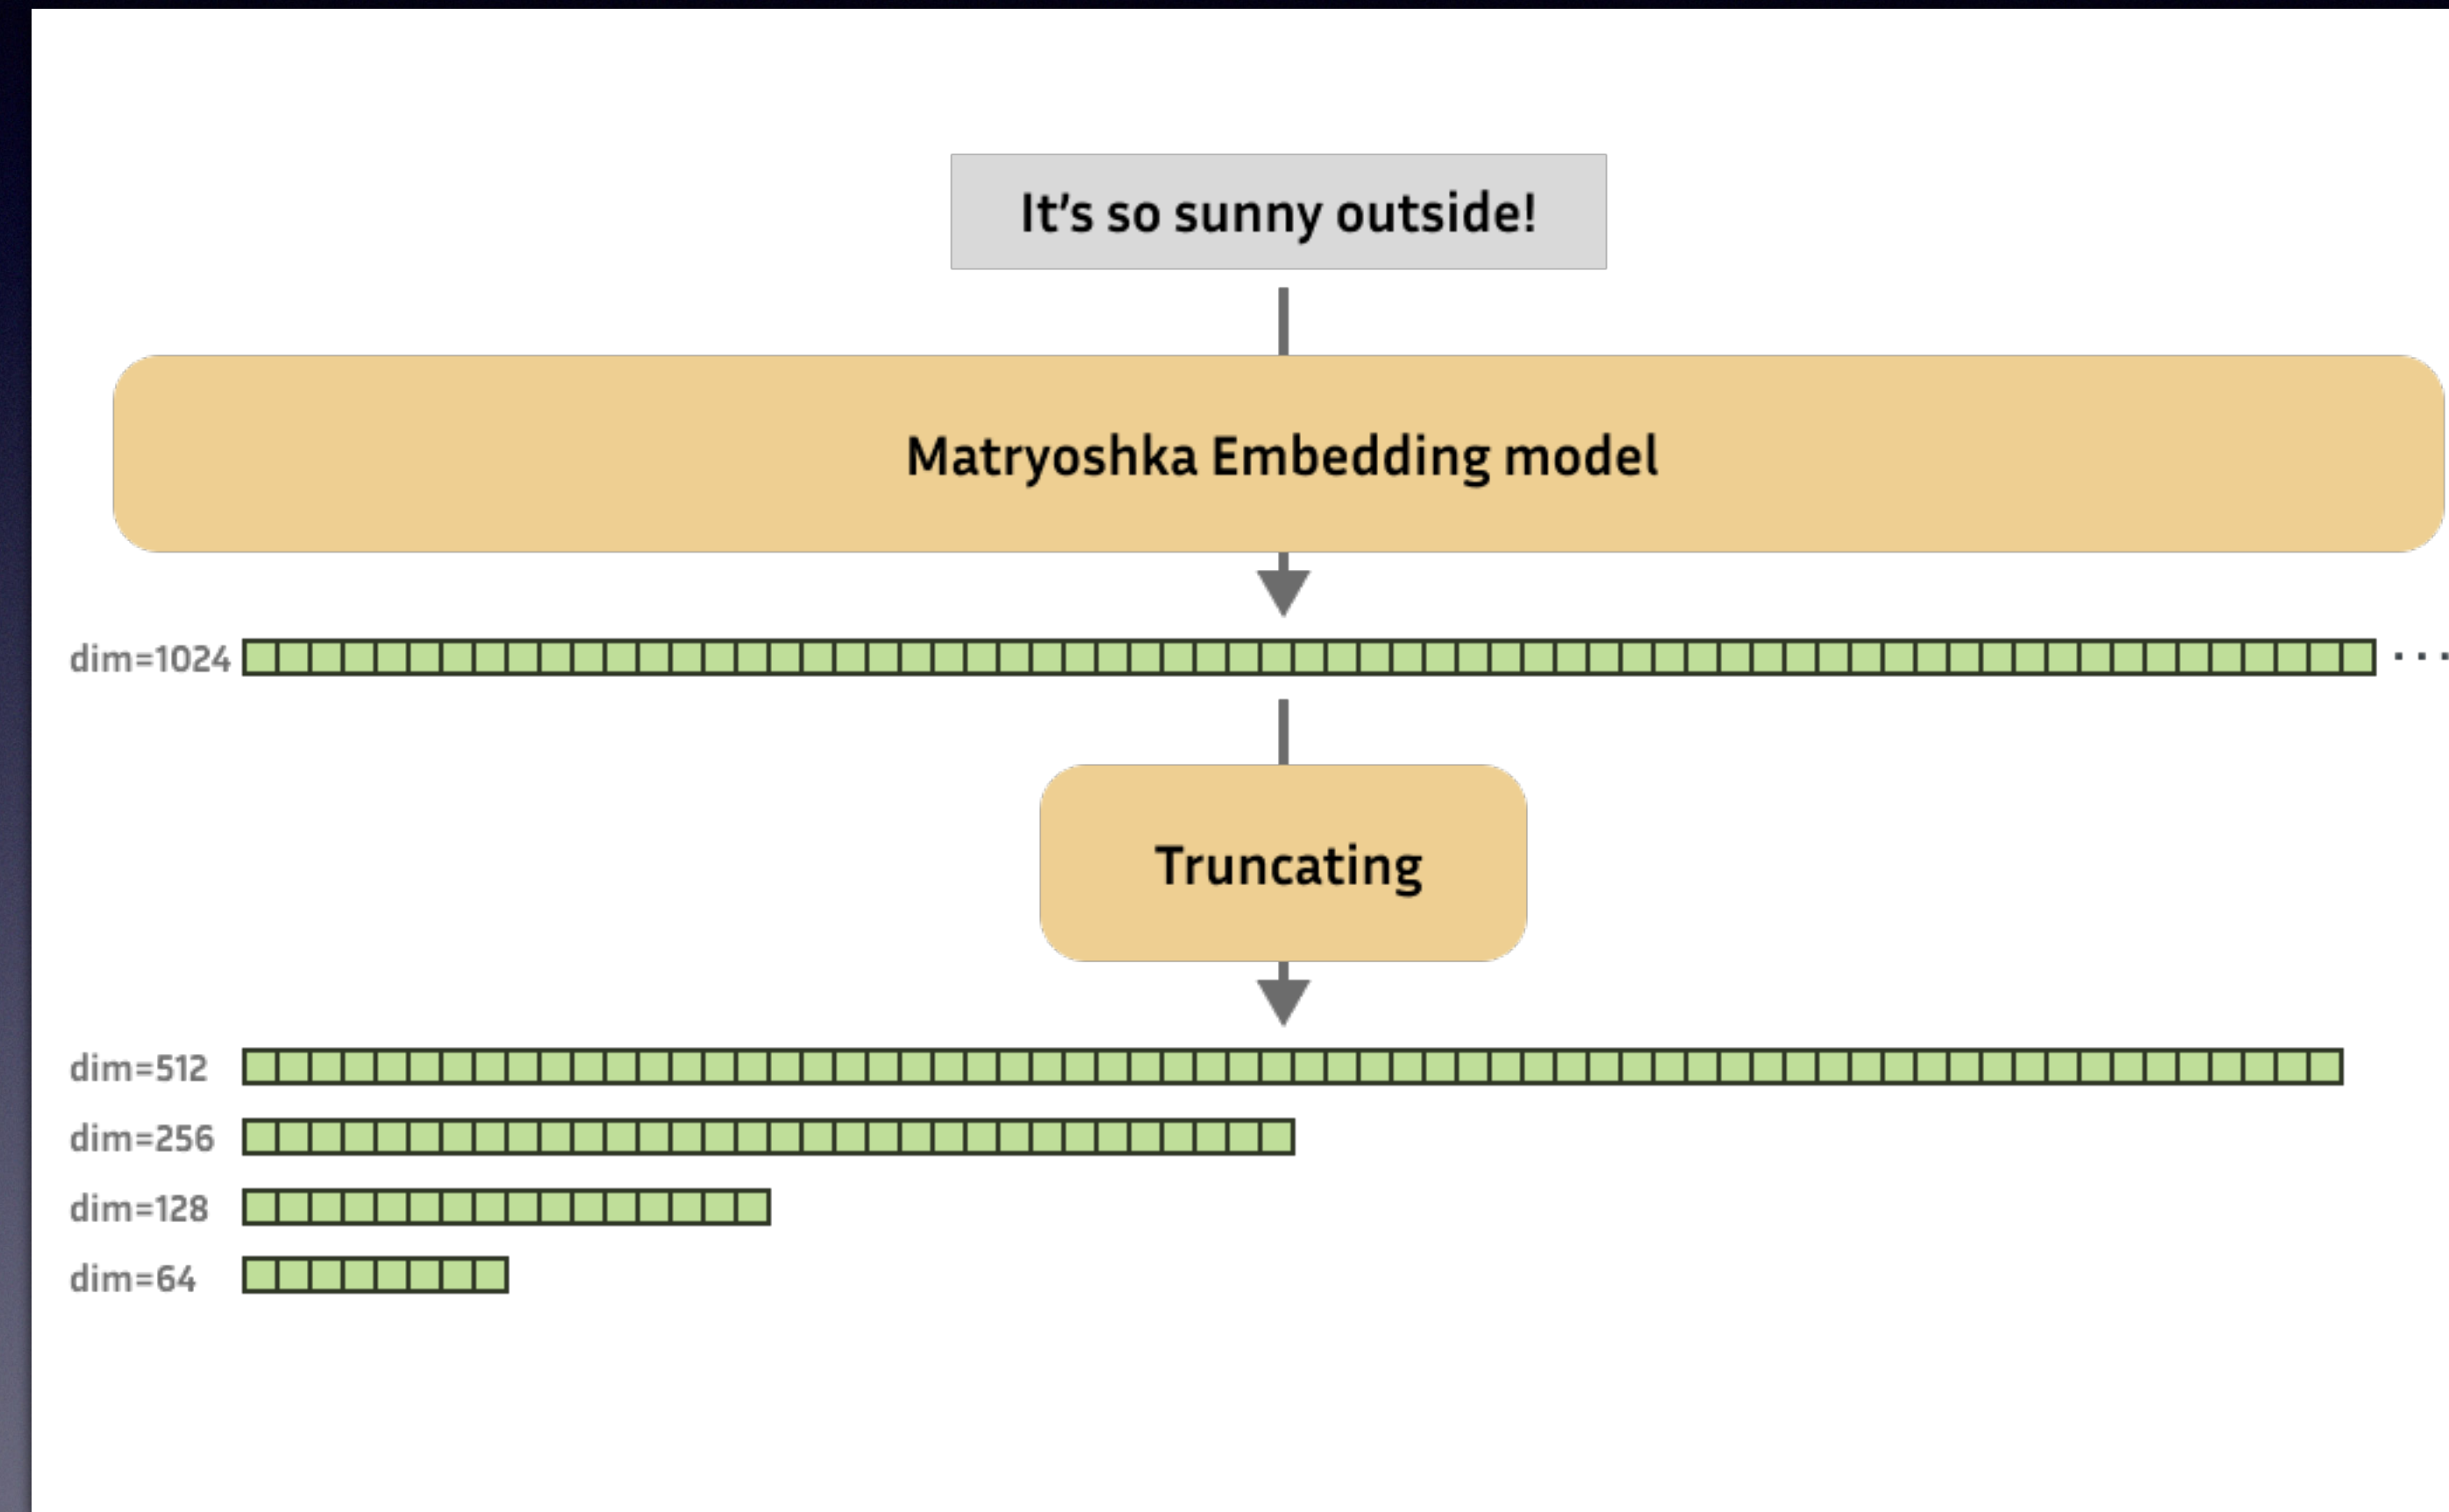 It's so sunny outside!
Matryoshka Embedding model
dim=1024 ...
Truncating
dim=512
dim=256
dim=128
dim=64